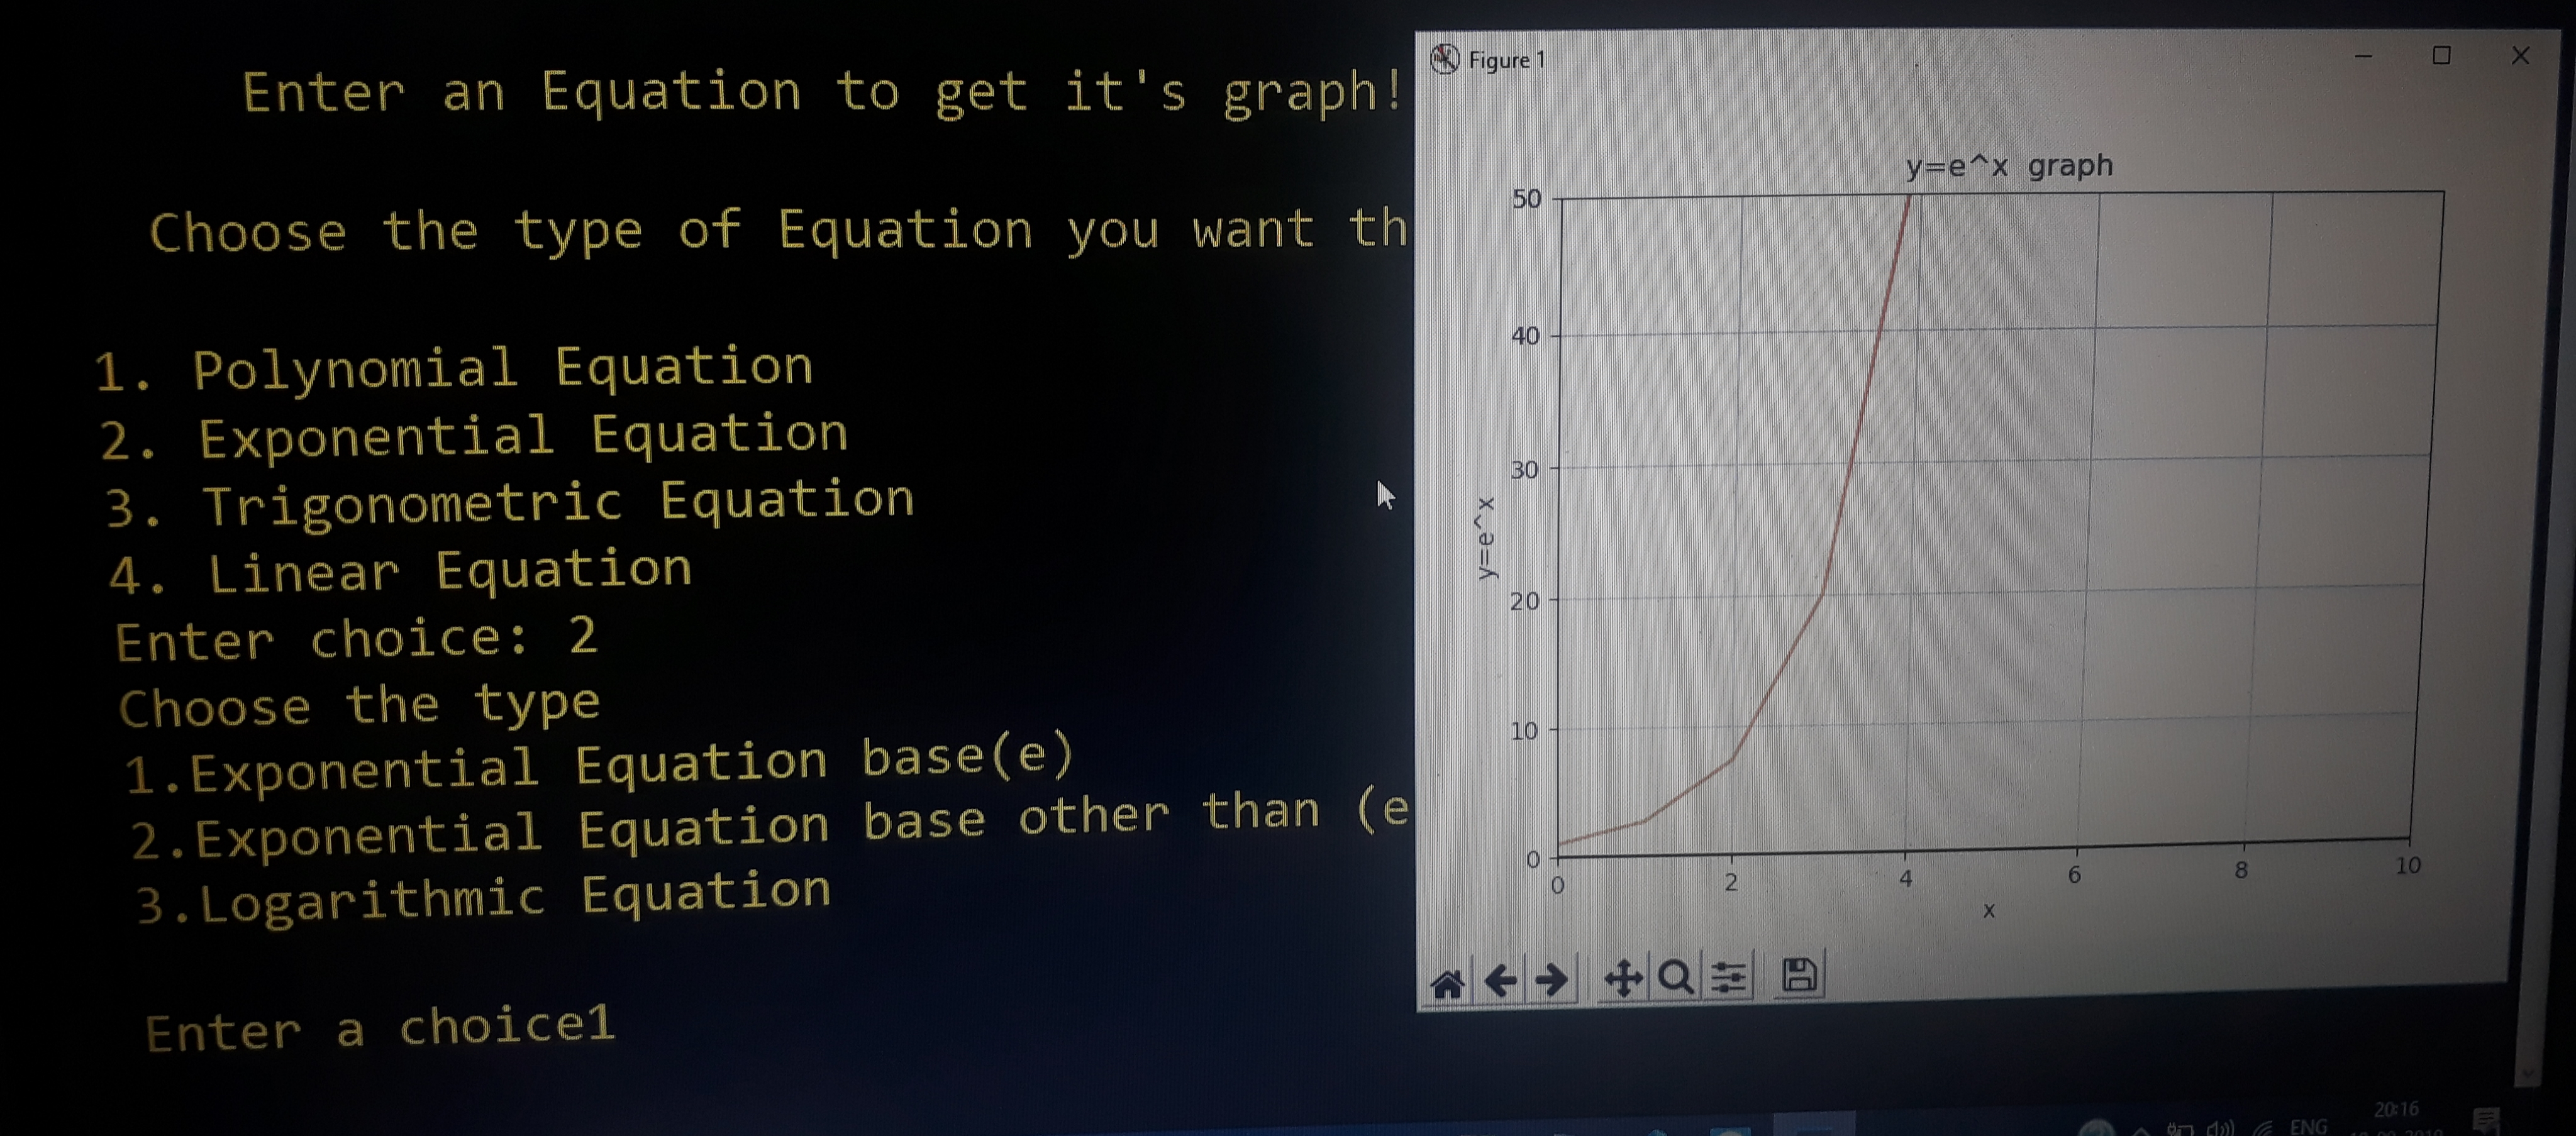 Enter an Equation to get it's graph!
Choose the type of Equation you want th
1. Polynomial Equation
2. Exponential Equation
3. Trigonometric Equation
4. Linear Equation
Enter choice: 2
Choose the type
1.Exponential Equation base(e)
2.Exponential Equation base other than (e
3.Logarithmic Equation
Enter a choice1
Figure 1
y=e^x graph
50
40
30
20
10
0
y=e^x
0 2 4 6 8 10
x
ENG
20:16